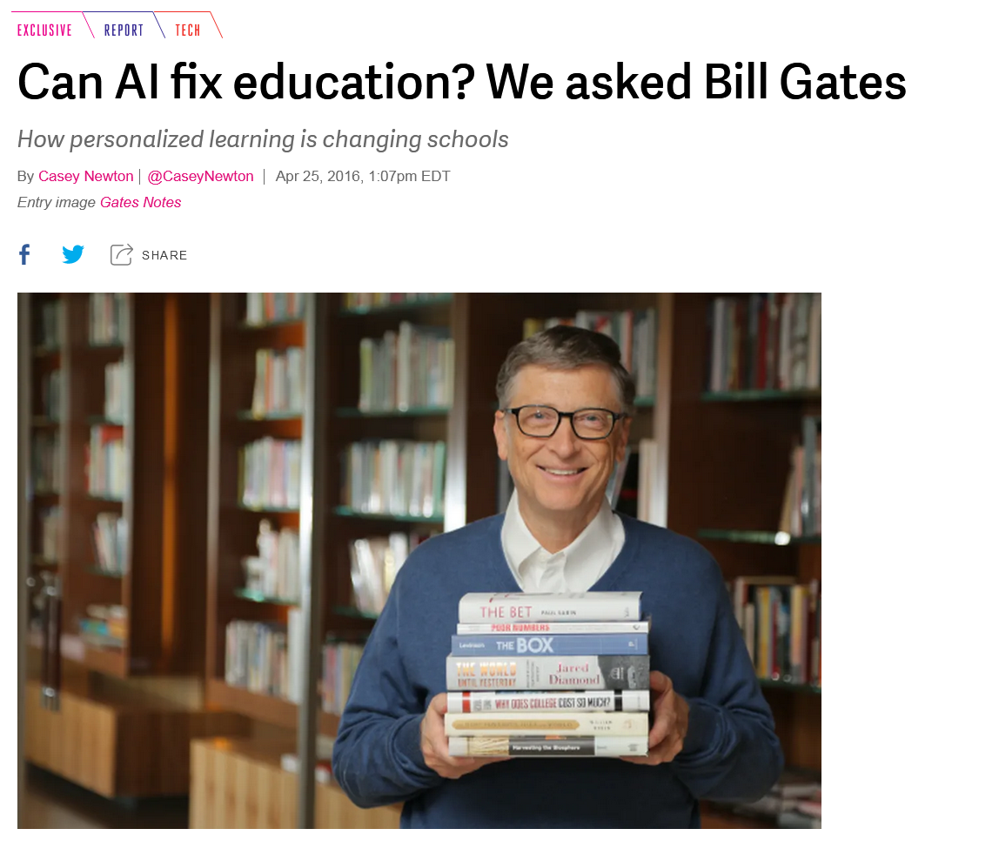 EXCLUSIVE REPORT TECH
Can AI fix education? We asked Bill Gates
How personalized learning is changing schools
By Casey Newton | @CaseyNewton | Apr 25, 2016, 1:07pm EDT
Entry image Gates Notes
SHARE
THE BET PAUL SABIN
POOR NUMBERS
Levinson THE BOX
THE WORLD UNTIL YESTERDAY Jared Diamond
WHY DOES COLLEGE COST SO MUCH?
WILLIAM
Harvesting the Biosphere